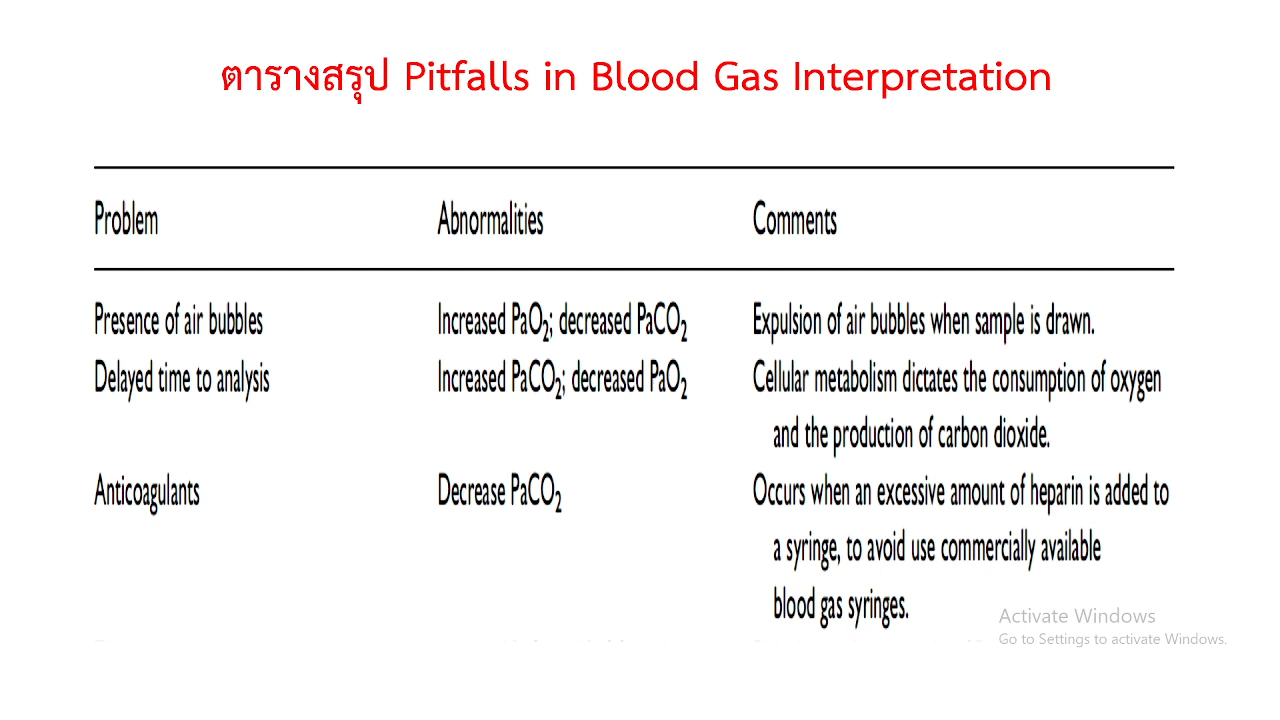 ตารางสรุป Pitfalls in Blood Gas Interpretation
Problem Abnormalities Comments
Presence of air bubbles Increased PaO₂; decreased PaCO₂ Expulsion of air bubbles when sample is drawn.
Delayed time to analysis Increased PaCO₂; decreased PaO₂ Cellular metabolism dictates the consumption of oxygen
and the production of carbon dioxide.
Anticoagulants Decrease PaCO₂ Occurs when an excessive amount of heparin is added to
a syringe, to avoid use commercially available
blood gas syringes.
Activate Windows
Go to Settings to activate Windows.